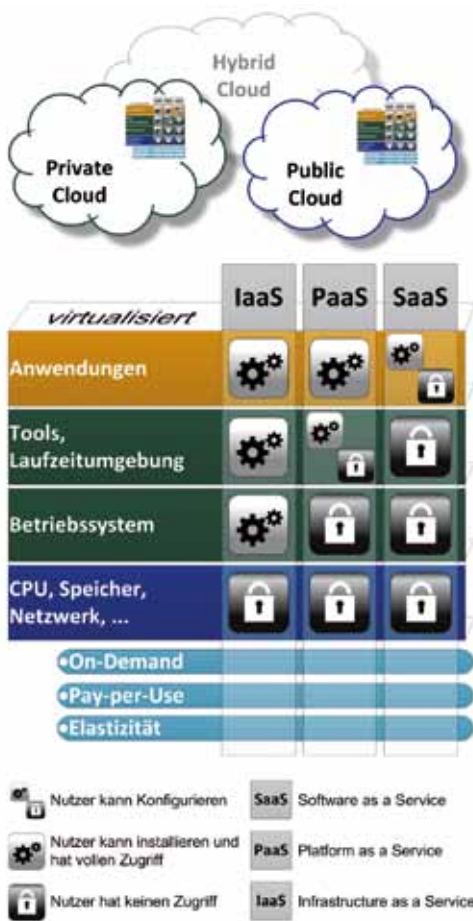 Hybrid
Cloud
Private
Cloud
Public
Cloud
IaaS PaaS SaaS
virtualisiert
Anwendungen
Tools,
Laufzeitumgebung
Betriebssystem
CPU, Speicher,
Netzwerk, ...
•On-Demand
•Pay-per-Use
•Elastizität
Nutzer kann Konfigurieren
SaaS Software as a Service
Nutzer kann installieren und
hat vollen Zugriff
PaaS Platform as a Service
Nutzer hat keinen Zugriff
IaaS Infrastructure as a Service